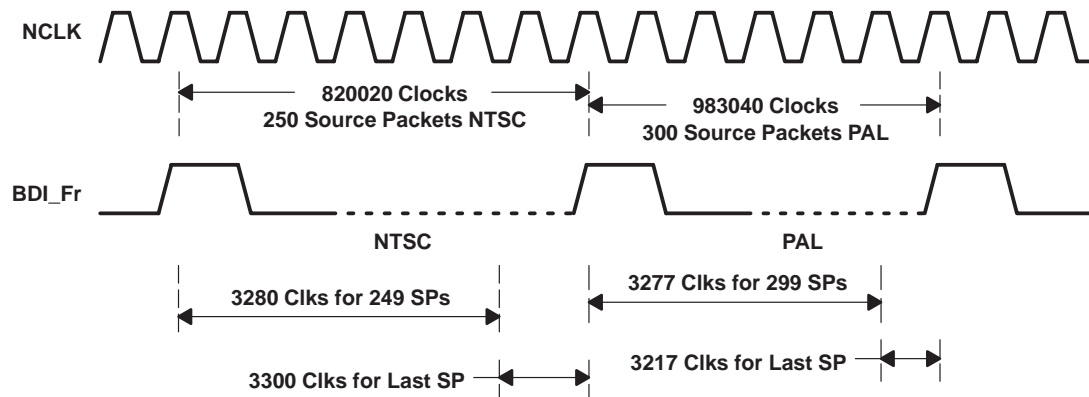 NCLK
820020 Clocks
250 Source Packets NTSC
983040 Clocks
300 Source Packets PAL
BDI_Fr
NTSC
PAL
3280 Clks for 249 SPs
3277 Clks for 299 SPs
3300 Clks for Last SP
3217 Clks for Last SP